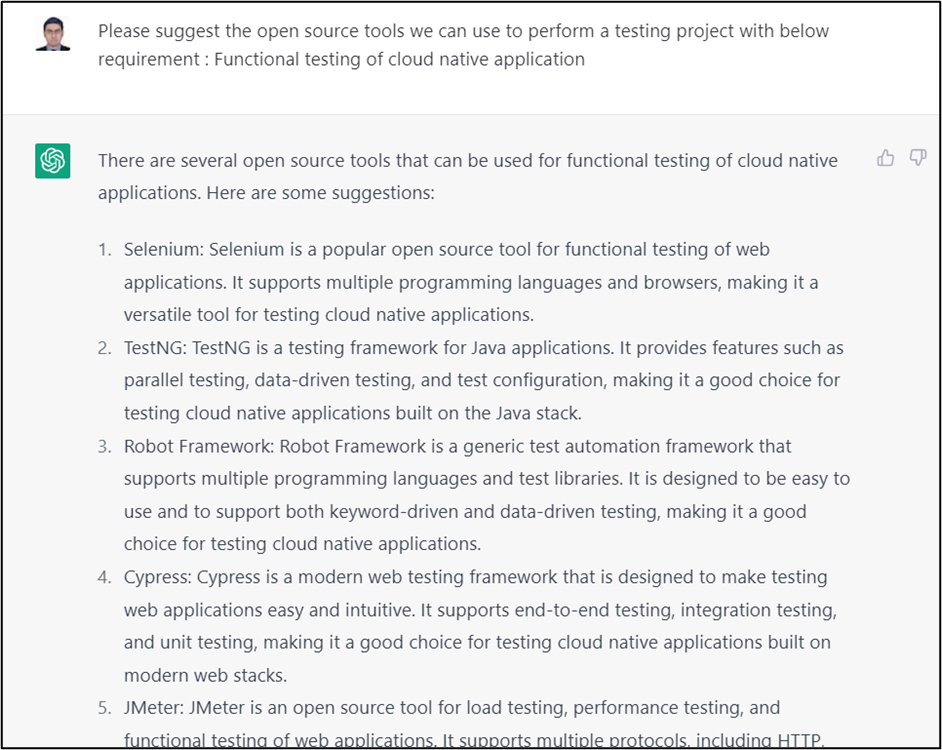 Please suggest the open source tools we can use to perform a testing project with below
requirement : Functional testing of cloud native application
There are several open source tools that can be used for functional testing of cloud native
applications. Here are some suggestions:
1. Selenium: Selenium is a popular open source tool for functional testing of web
applications. It supports multiple programming languages and browsers, making it a
versatile tool for testing cloud native applications.
2. TestNG: TestNG is a testing framework for Java applications. It provides features such as
parallel testing, data-driven testing, and test configuration, making it a good choice for
testing cloud native applications built on the Java stack.
3. Robot Framework: Robot Framework is a generic test automation framework that
supports multiple programming languages and test libraries. It is designed to be easy to
use and to support both keyword-driven and data-driven testing, making it a good
choice for testing cloud native applications.
4. Cypress: Cypress is a modern web testing framework that is designed to make testing
web applications easy and intuitive. It supports end-to-end testing, integration testing,
and unit testing, making it a good choice for testing cloud native applications built on
modern web stacks.
5. JMeter: JMeter is an open source tool for load testing, performance testing, and
functional testing of web applications. It supports multiple protocols, including HTTP,